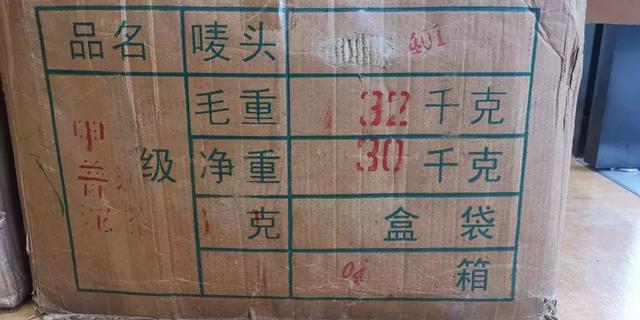 品名 唛头 401
毛重 32 千克
级 净重 30 千克
克 盒 袋
04 箱